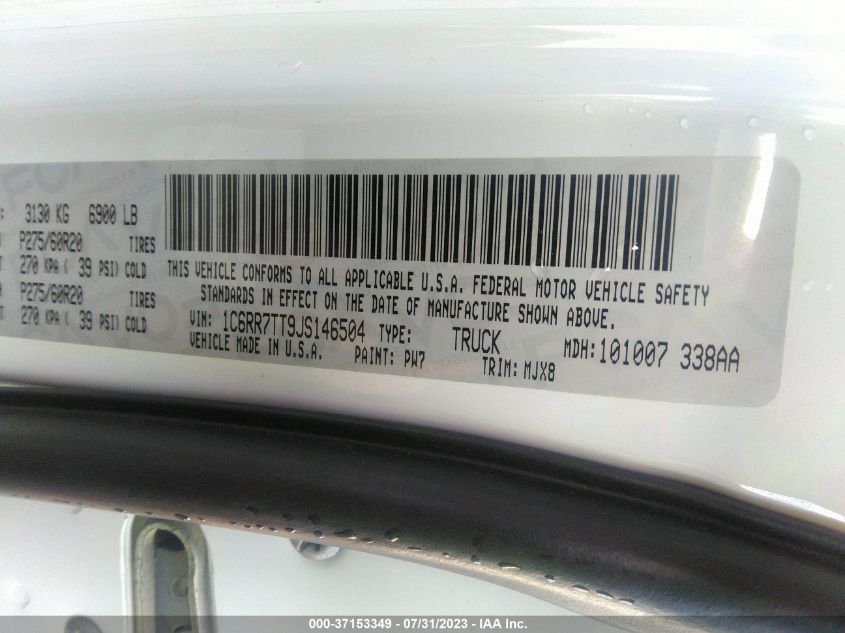 : 3130 KG 6900 LB
P275/60R20 TIRES
270 KPA( 39 PSI) COLD
P275/60R20 TIRES
270 KPA( 39 PSI) COLD
THIS VEHICLE CONFORMS TO ALL APPLICABLE U.S.A. FEDERAL MOTOR VEHICLE SAFETY
STANDARDS IN EFFECT ON THE DATE OF MANUFACTURE SHOWN ABOVE.
VIN: 1C6RR7TT9JS146504 TYPE: TRUCK MDH: 101007 338AA
VEHICLE MADE IN U.S.A. PAINT: PW7 TRIM: MJX8
000-37153349 - 07/31/2023 - IAA Inc.